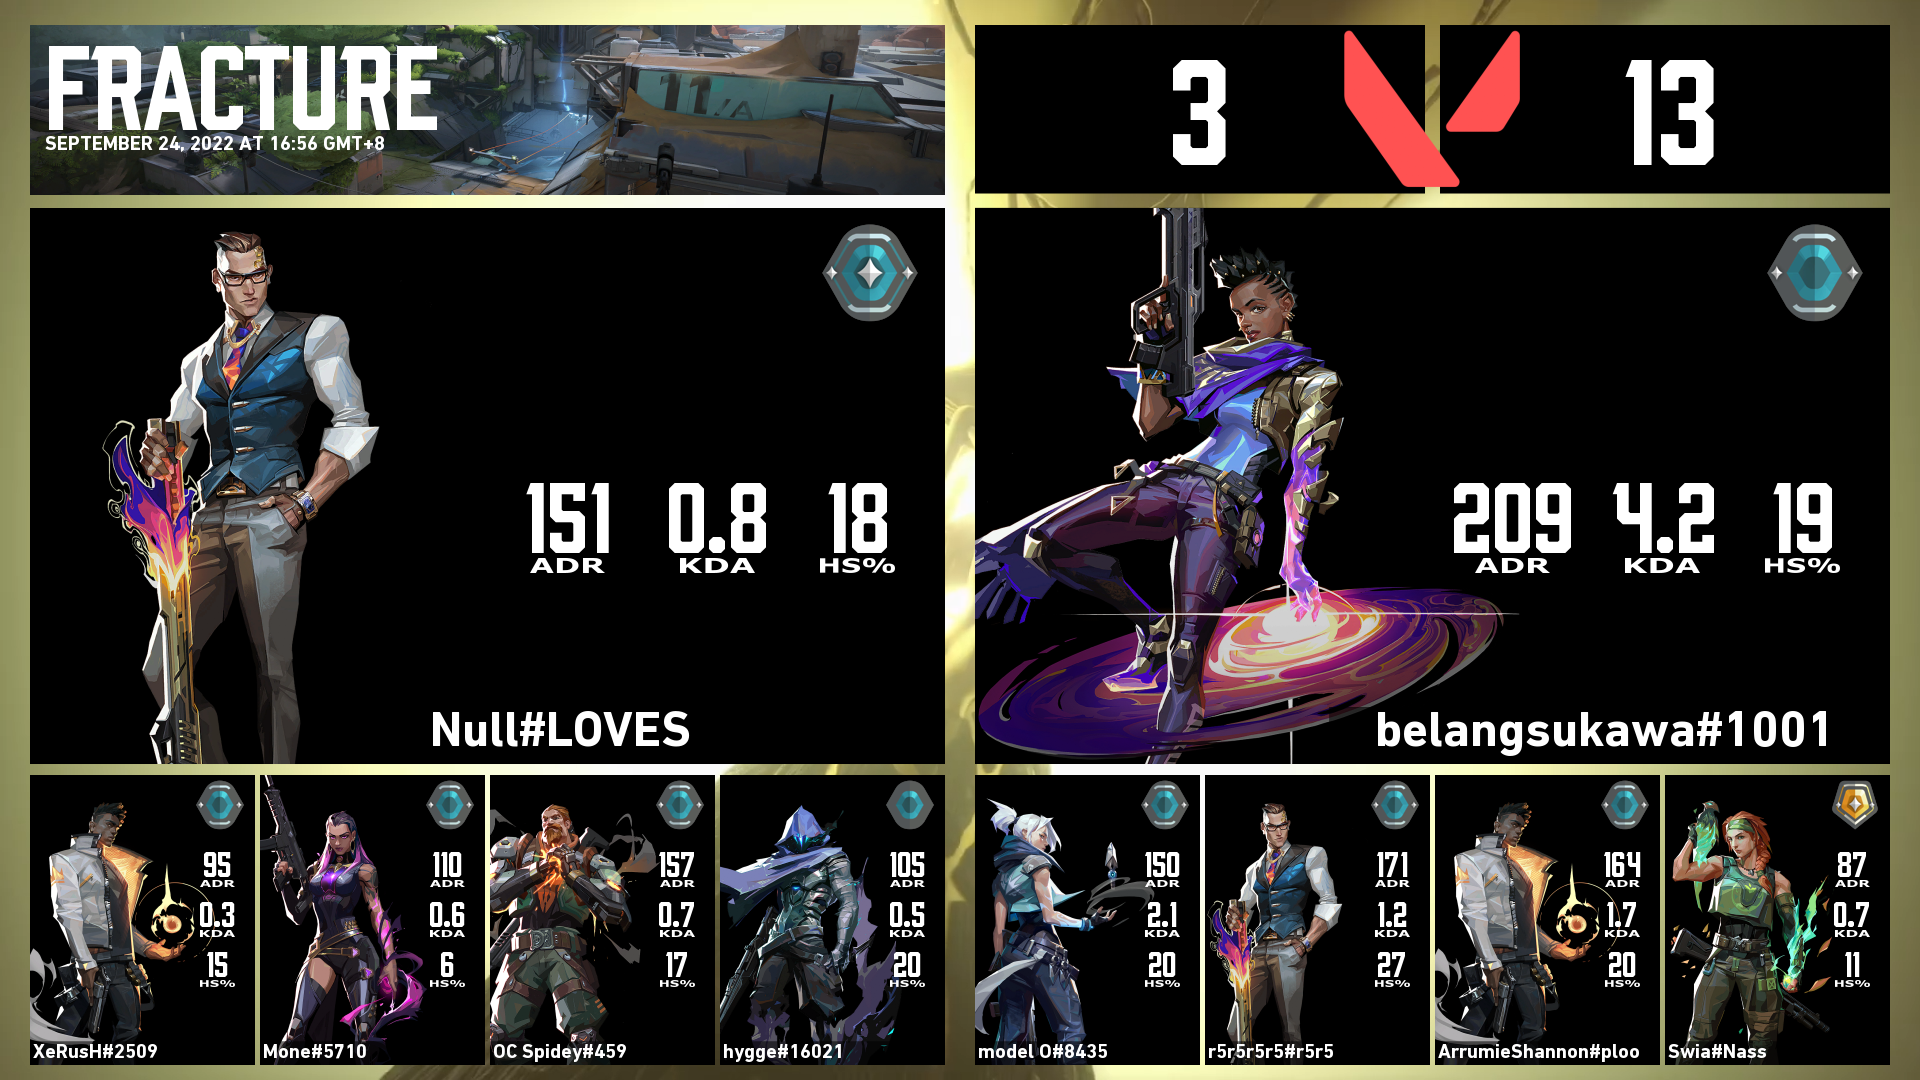 FRACTURE
SEPTEMBER 24, 2022 AT 16:56 GMT+8
3
13
151
ADR
0.8
KDA
18
HS%
Null#LOVES
209
ADR
4.2
KDA
19
HS%
belangsukawa#1001
95
ADR
0.3
KDA
15
HS%
XeRusH#2509
110
ADR
0.6
KDA
6
HS%
Mone#5710
157
ADR
0.7
KDA
17
HS%
OC Spidey#459
105
ADR
0.5
KDA
20
HS%
hygge#16021
150
ADR
2.1
KDA
20
HS%
model O#8435
171
ADR
1.2
KDA
27
HS%
r5r5r5r5#r5r5
164
ADR
1.7
KDA
20
HS%
ArrumieShannon#ploo
87
ADR
0.7
KDA
11
HS%
Swia#Nass